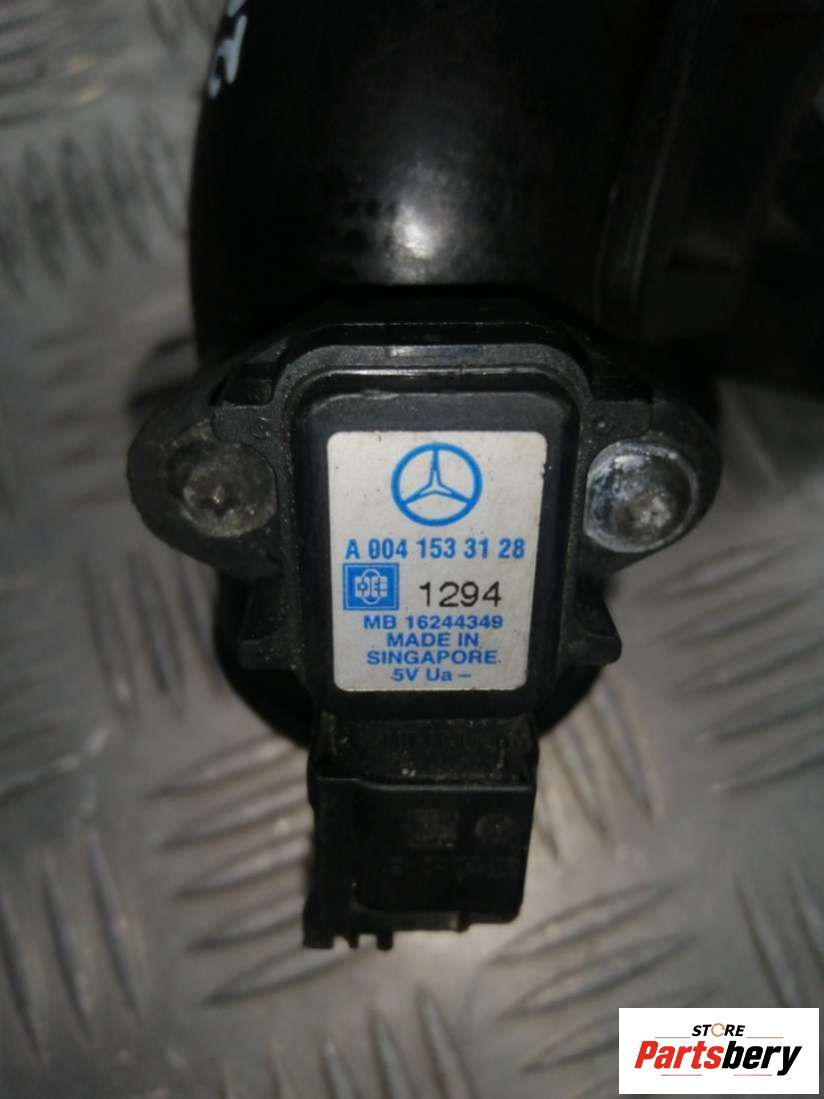 A 004 153 31 28
1294
MB 16244349
MADE IN
SINGAPORE.
5V Ua -
STORE
Partsbery